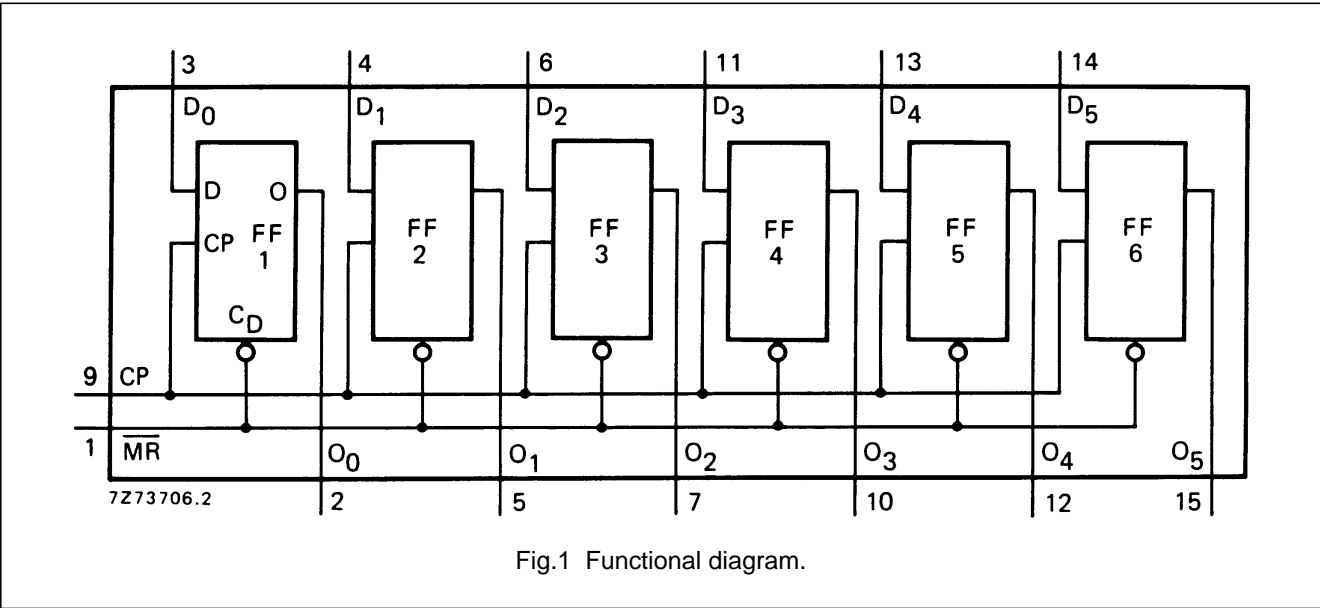 3 4 6 11 13 14
D0 D1 D2 D3 D4 D5
D O
CP FF 1
FF 2
FF 3
FF 4
FF 5
FF 6
CD
9 CP
1 MR
O0 O1 O2 O3 O4 O5
7Z73706.2
2 5 7 10 12 15
Fig.1 Functional diagram.